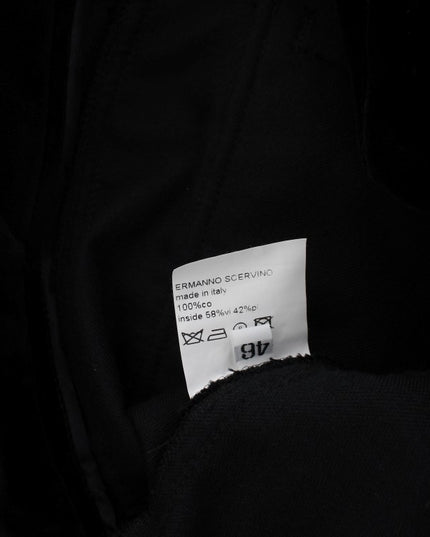 ERMANNO SCERVINO
made in italy
100%co
inside 58%vi 42%pl
46